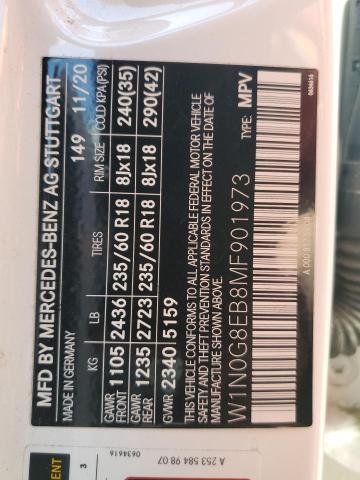 MFD BY MERCEDES-BENZ AG STUTTGART
MADE IN GERMANY 149 11/20
KG LB TIRES RIM SIZE COLD KPA(PSI)
GAWR FRONT 1105 2436 235/60 R18 8Jx18 240(35)
GAWR REAR 1235 2723 235/60 R18 8Jx18 290(42)
GVWR 2340 5159
THIS VEHICLE CONFORMS TO ALL APPLICABLE FEDERAL MOTOR VEHICLE
SAFETY AND THEFT PREVENTION STANDARDS IN EFFECT ON THE DATE OF
MANUFACTURE SHOWN ABOVE.
W1N0G8EB8MF901973 TYPE: MPV
0634616
0634616
A 253 584 98 07
3